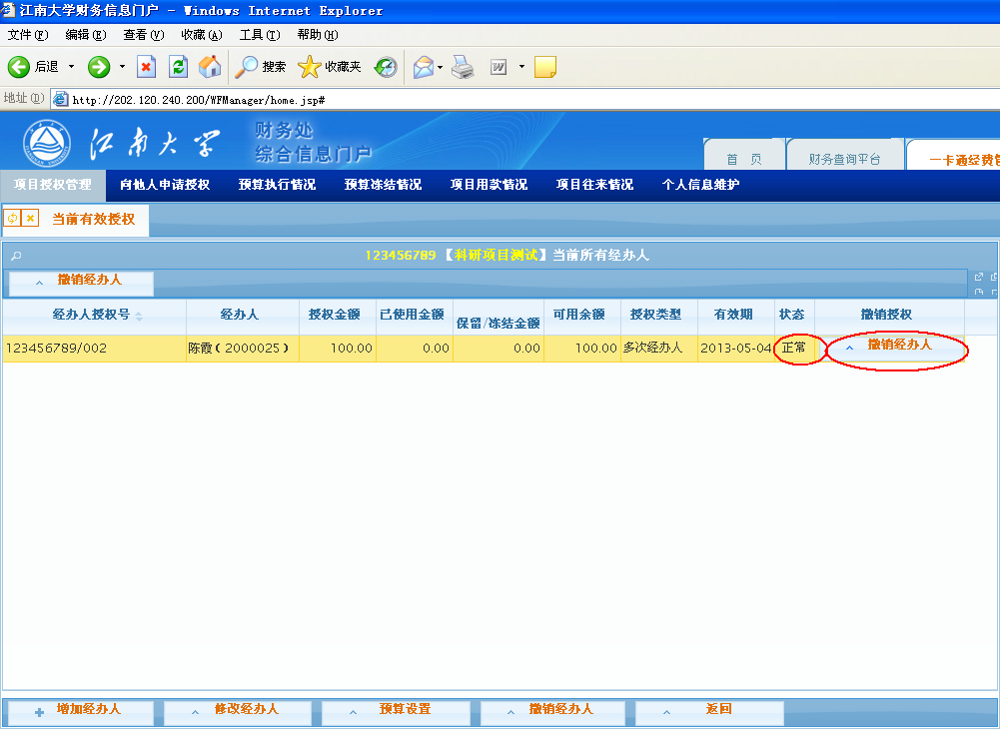 江南大学财务信息门户 - Windows Internet Explorer
文件(F) 编辑(E) 查看(V) 收藏(A) 工具(T) 帮助(H)
后退 搜索 收藏夹
地址(D) http://202.120.240.200/WFManager/home.jsp#
江南大学 财务处
综合信息门户
首 页 财务查询平台 一卡通经费管
项目授权管理 向他人申请授权 预算执行情况 预算冻结情况 项目用款情况 项目往来情况 个人信息维护
当前有效授权
123456789 【科研项目测试】当前所有经办人
撤销经办人
经办人授权号 经办人 授权金额 已使用金额 保留/冻结金额 可用余额 授权类型 有效期 状态 撤销授权
123456789/002 陈霞(2000025) 100.00 0.00 0.00 100.00 多次经办人 2013-05-04 正常 撤销经办人
增加经办人 修改经办人 预算设置 撤销经办人 返回